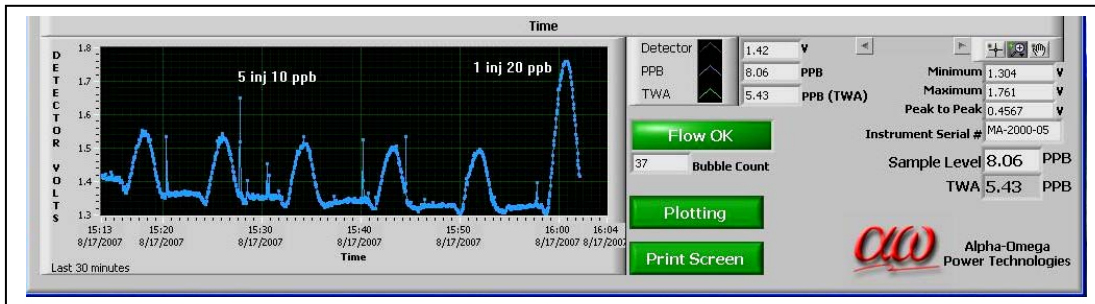 Time
DETECTOR VOLTS
1.8
1.7
1.6
1.5
1.4
1.3
5 inj 10 ppb
1 inj 20 ppb
15:13
8/17/2007
15:20
8/17/2007
15:30
8/17/2007
15:40
8/17/2007
15:50
8/17/2007
16:00
8/17/2007
16:04
8/17/200
Time
Last 30 minutes
Detector 1.42 V
PPB 8.06 PPB
TWA 5.43 PPB (TWA)
Flow OK
37 Bubble Count
Plotting
Print Screen
Minimum 1.304 V
Maximum 1.761 V
Peak to Peak 0.4567 V
Instrument Serial # MA-2000-05
Sample Level 8.06 PPB
TWA 5.43 PPB
αω
Alpha-Omega
Power Technologies